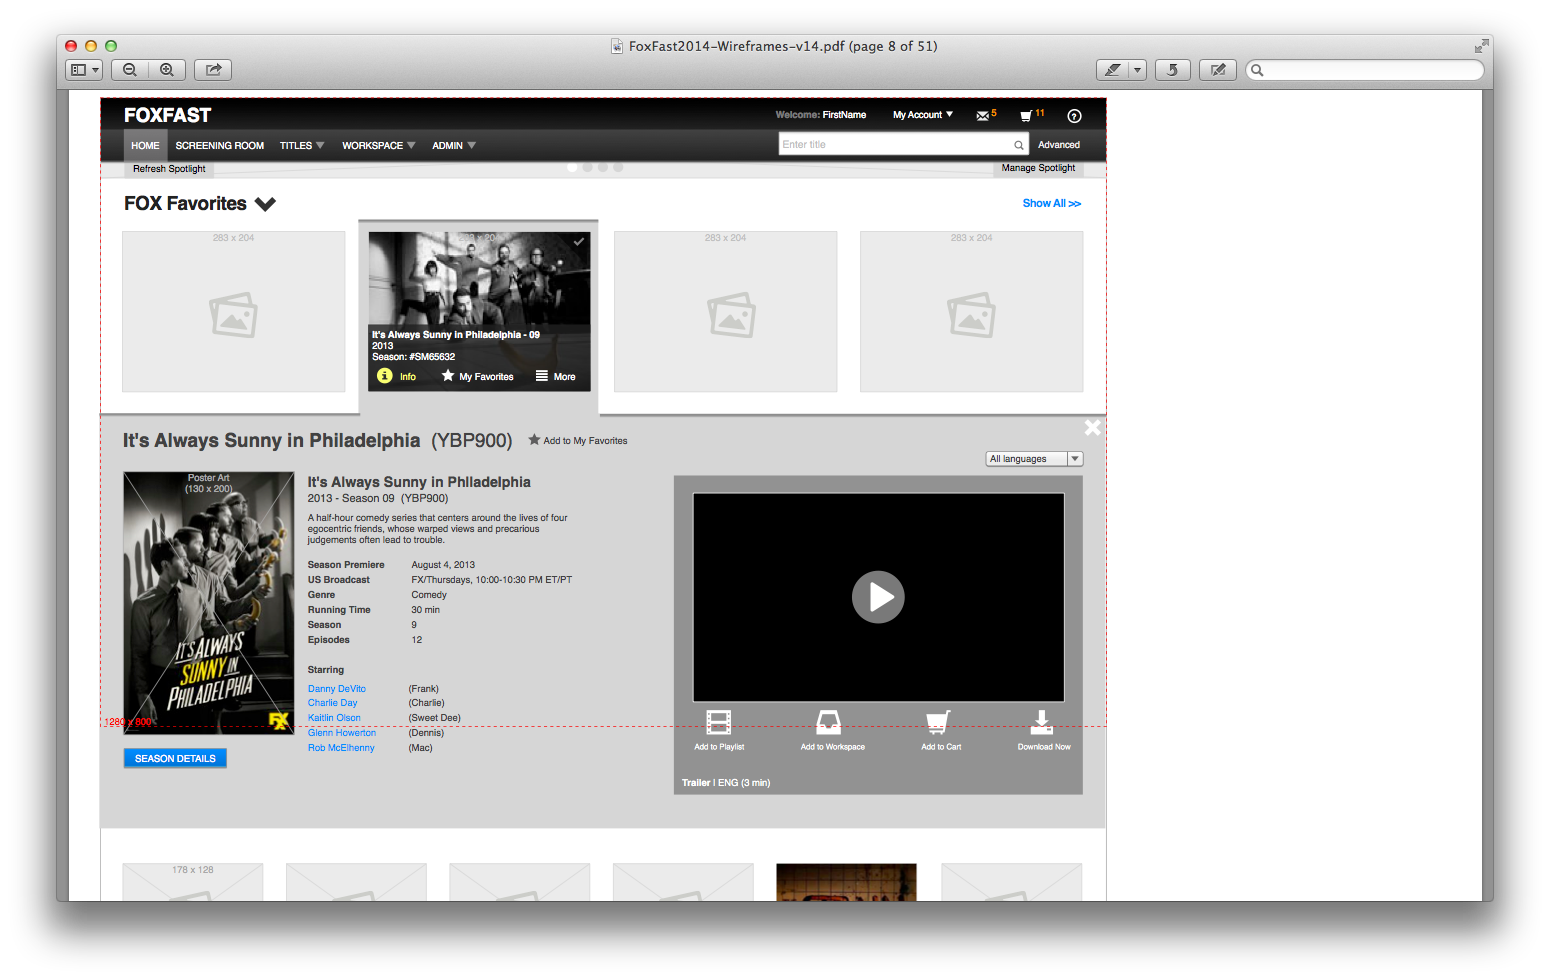 FoxFast2014-Wireframes-v14.pdf (page 8 of 51)
FOXFAST
Welcome: FirstName
My Account
5
11
?
HOME
SCREENING ROOM
TITLES
WORKSPACE
ADMIN
Enter title
Advanced
Refresh Spotlight
Manage Spotlight
FOX Favorites
Show All >>
283 x 204
283 x 204
283 x 204
It's Always Sunny in Philadelphia - 09
2013
Season: #SM65632
i Info
My Favorites
More
It's Always Sunny in Philadelphia (YBP900)
Add to My Favorites
All languages
Poster Art
(130 x 200)
IT'S ALWAYS
SUNNY IN
PHILADELPHIA
FX
1280 x 800
SEASON DETAILS
It's Always Sunny in Philadelphia
2013 - Season 09 (YBP900)
A half-hour comedy series that centers around the lives of four
egocentric friends, whose warped views and precarious
judgements often lead to trouble.
Season Premiere August 4, 2013
US Broadcast FX/Thursdays, 10:00-10:30 PM ET/PT
Genre Comedy
Running Time 30 min
Season 9
Episodes 12
Starring
Danny DeVito (Frank)
Charlie Day (Charlie)
Kaitlin Olson (Sweet Dee)
Glenn Howerton (Dennis)
Rob McElhenny (Mac)
Add to Playlist
Add to Workspace
Add to Cart
Download Now
Trailer | ENG (3 min)
178 x 128